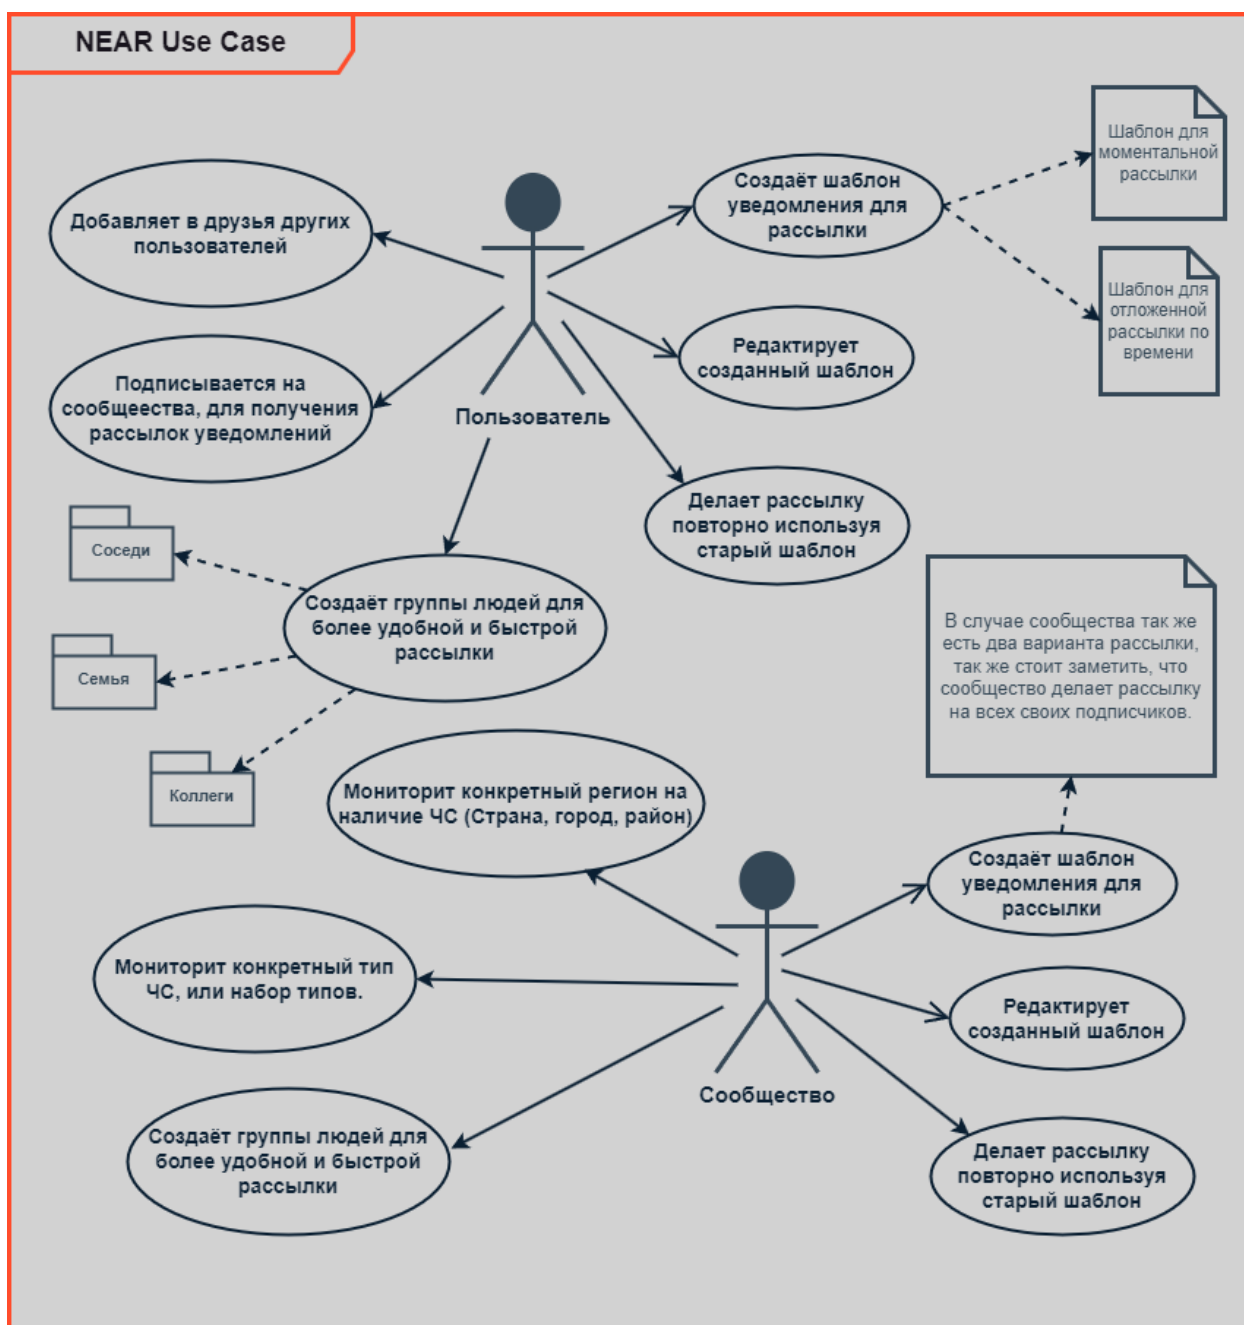 NEAR Use Case
Добавляет в друзья других
пользователей
Создаёт шаблон
уведомления для
рассылки
Шаблон для
моментальной
рассылки
Шаблон для
отложенной
рассылки по
времени
Редактирует
созданный шаблон
Подписывается на
сообщеества, для получения
рассылок уведомлений
Пользователь
Делает рассылку
повторно используя
старый шаблон
Соседи
Семья
Коллеги
Создаёт группы людей для
более удобной и быстрой
рассылки
В случае сообщества так же
есть два варианта рассылки,
так же стоит заметить, что
сообщество делает рассылку
на всех своих подписчиков.
Мониторит конкретный регион на
наличие ЧС (Страна, город, район)
Создаёт шаблон
уведомления для
рассылки
Мониторит конкретный тип
ЧС, или набор типов.
Редактирует
созданный шаблон
Сообщество
Создаёт группы людей для
более удобной и быстрой
рассылки
Делает рассылку
повторно используя
старый шаблон